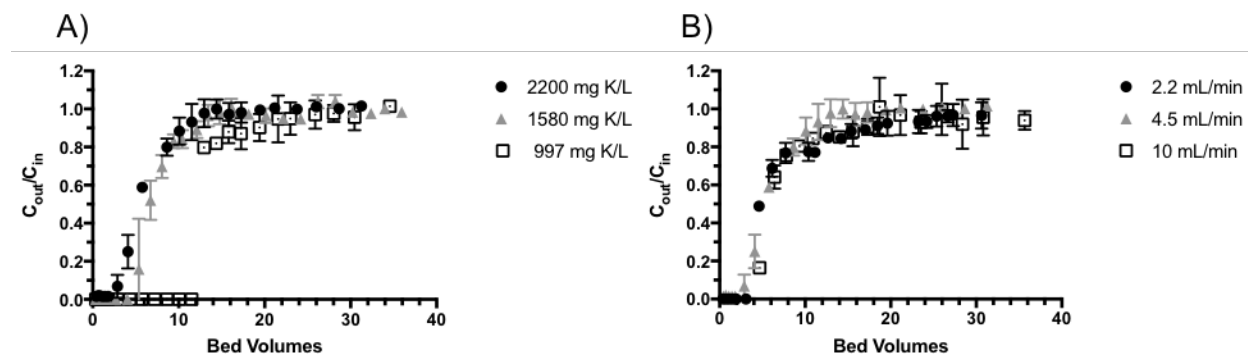 A)
1.2
1.0
0.8
0.6
0.4
0.2
0.0
0 10 20 30 40
Cout/Cin
Bed Volumes
2200 mg K/L
1580 mg K/L
997 mg K/L
B)
1.2
1.0
0.8
0.6
0.4
0.2
0.0
0 10 20 30 40
Cout/Cin
Bed Volumes
2.2 mL/min
4.5 mL/min
10 mL/min